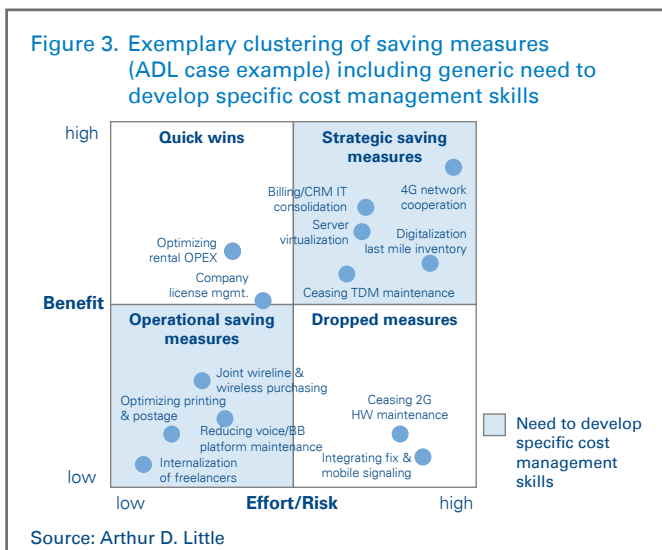 Figure 3. Exemplary clustering of saving measures
(ADL case example) including generic need to
develop specific cost management skills
high
Quick wins
Strategic saving
measures
Billing/CRM IT
consolidation
4G network
cooperation
Server
virtualization
Digitalization
last mile inventory
Optimizing
rental OPEX
Company
license mgmt.
Ceasing TDM maintenance
Benefit
Operational saving
measures
Dropped measures
Joint wireline &
wireless purchasing
Optimizing printing
& postage
Reducing voice/BB
platform maintenance
Internalization
of freelancers
Ceasing 2G
HW maintenance
Integrating fix &
mobile signaling
Need to develop
specific cost
management
skills
low
low
Effort/Risk
high
Source: Arthur D. Little